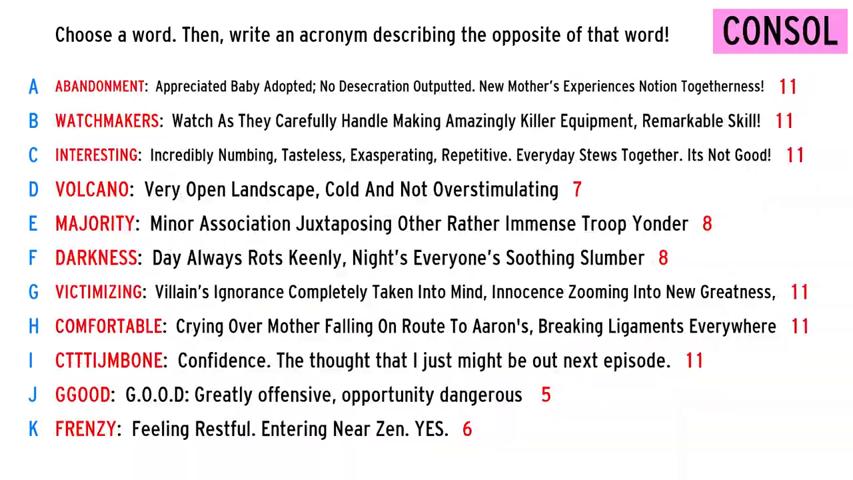 Choose a word. Then, write an acronym describing the opposite of that word! CONSOL
A ABANDONMENT: Appreciated Baby Adopted; No Desecration Outputted. New Mother's Experiences Notion Togetherness! 11
B WATCHMAKERS: Watch As They Carefully Handle Making Amazingly Killer Equipment, Remarkable Skill! 11
C INTERESTING: Incredibly Numbing, Tasteless, Exasperating, Repetitive. Everyday Stews Together. Its Not Good! 11
D VOLCANO: Very Open Landscape, Cold And Not Overstimulating 7
E MAJORITY: Minor Association Juxtaposing Other Rather Immense Troop Yonder 8
F DARKNESS: Day Always Rots Keenly, Night's Everyone's Soothing Slumber 8
G VICTIMIZING: Villain's Ignorance Completely Taken Into Mind, Innocence Zooming Into New Greatness, 11
H COMFORTABLE: Crying Over Mother Falling On Route To Aaron's, Breaking Ligaments Everywhere 11
I CTTTIJMBONE: Confidence. The thought that I just might be out next episode. 11
J GGOOD: G.O.O.D: Greatly offensive, opportunity dangerous 5
K FRENZY: Feeling Restful. Entering Near Zen. YES. 6